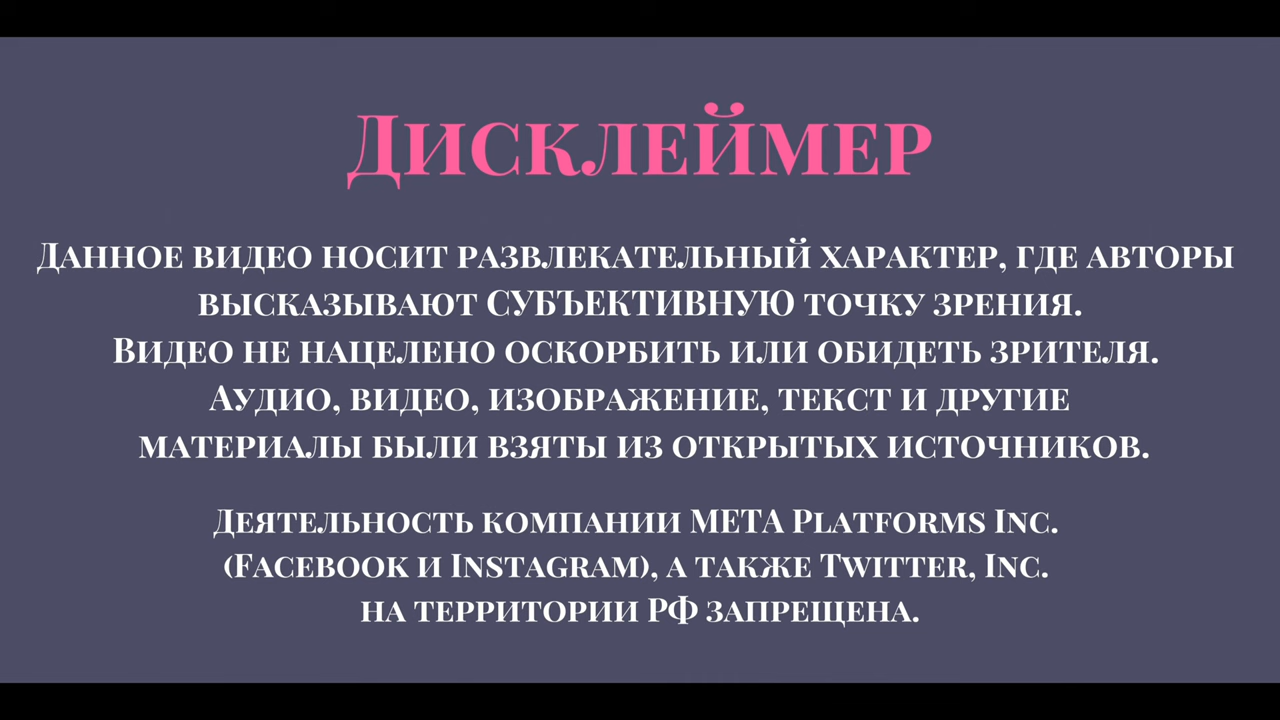 Дисклеймер
Данное видео носит развлекательный характер, где авторы
высказывают СУБЪЕКТИВНУЮ точку зрения.
Видео не нацелено оскорбить или обидеть зрителя.
Аудио, видео, изображение, текст и другие
материалы были взяты из открытых источников.
Деятельность компании META Platforms Inc.
(Facebook и Instagram), а также Twitter, Inc.
на территории РФ запрещена.